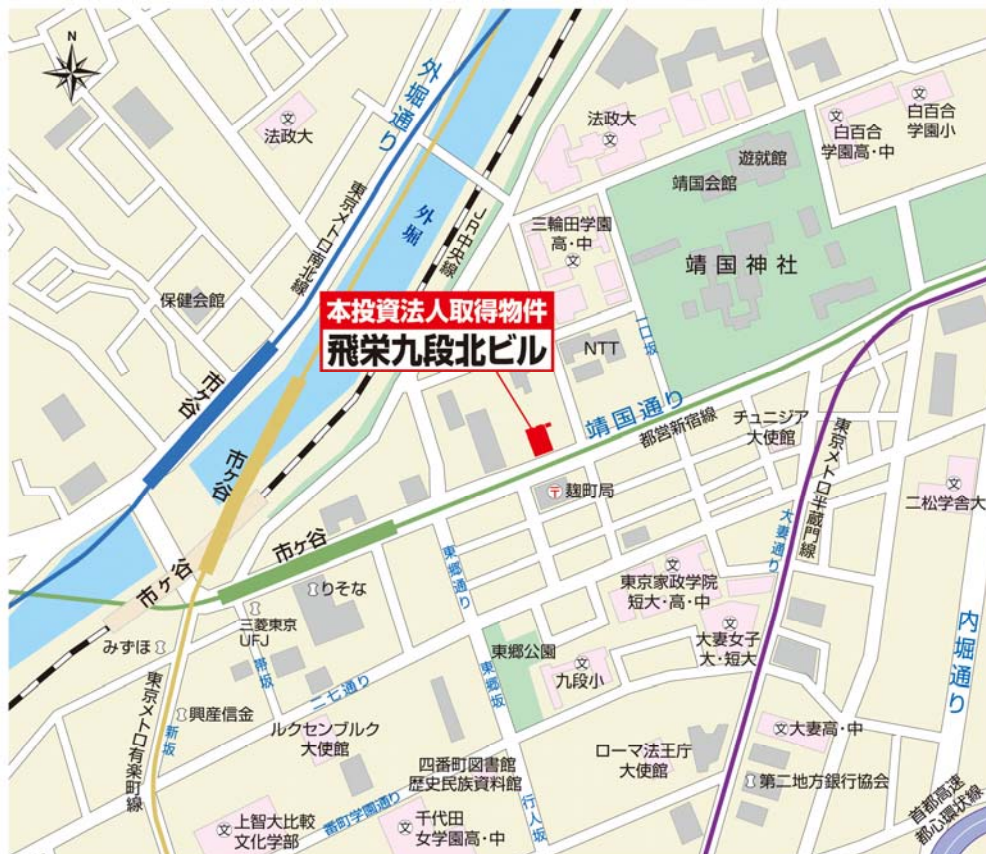 N
法政大
外堀通り
東京メトロ南北線
外堀
JR中央線
法政大
白百合
学園高・中
白百合
学園小
遊就館
靖国会館
靖国神社
三輪田学園
高・中
一口坂
保健会館
本投資法人取得物件
飛栄九段北ビル
NTT
靖国通り
都営新宿線
チュニジア
大使館
東京メトロ半蔵門線
二松学舎大
市ヶ谷
市ヶ谷
市ヶ谷
市ヶ谷
麹町局
大妻通り
東郷通り
東京家政学院
短大・高・中
大妻女子
大・短大
りそな
三菱東京
UFJ
みずほ
帯坂
東郷公園
九段小
東郷坂
内堀通り
二七通り
興産信金
新坂
東京メトロ有楽町線
ルクセンブルク
大使館
四番町図書館
歴史民族資料館
ローマ法王庁
大使館
大妻高・中
第二地方銀行協会
行人坂
番町学園通り
上智大比較
文化学部
千代田
女学園高・中
首都高速
都心環状線